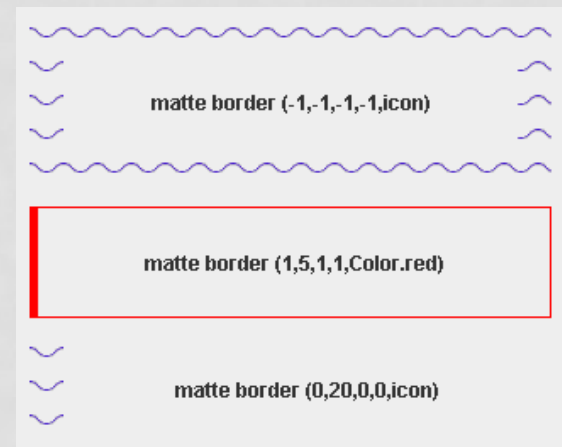 matte border (-1,-1,-1,-1,icon)
matte border (1,5,1,1,Color.red)
matte border (0,20,0,0,icon)